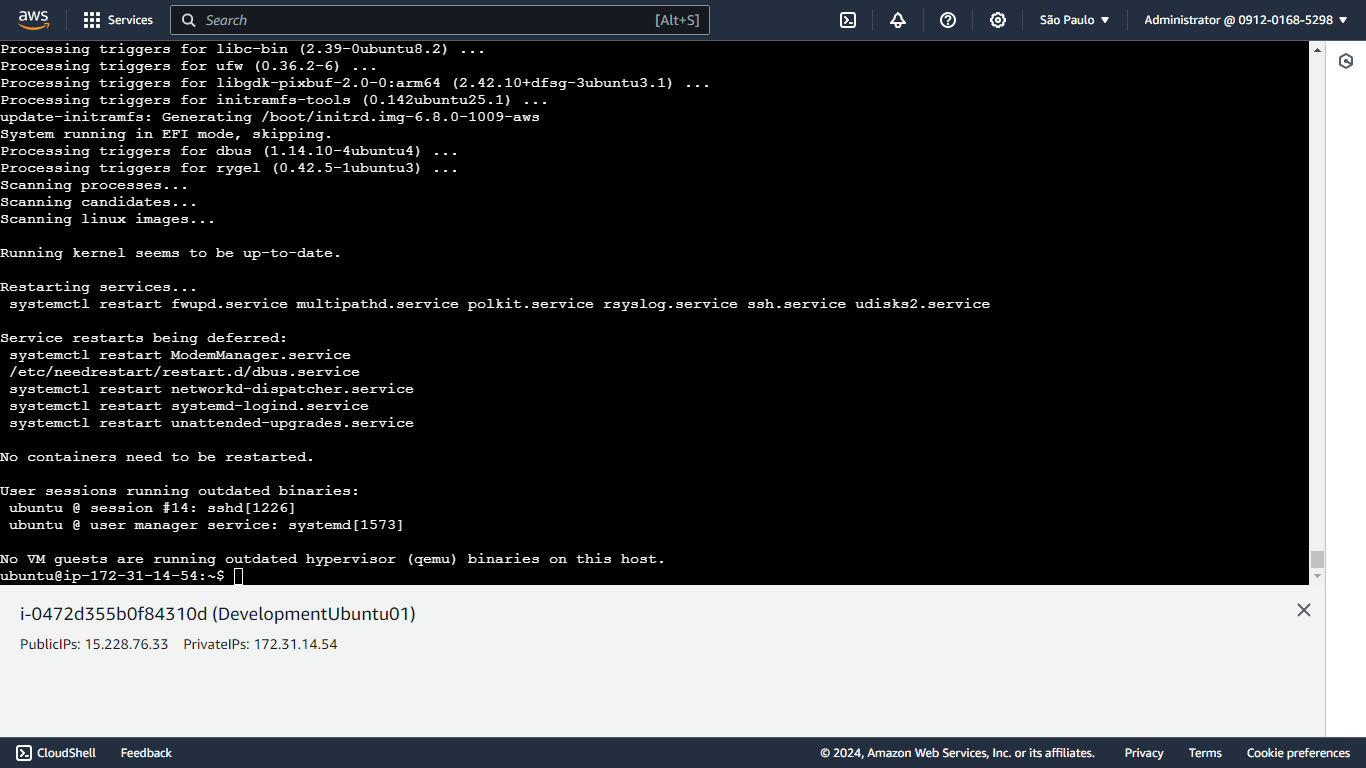 aws Services Search [Alt+S] São Paulo Administrator @ 0912-0168-5298
Processing triggers for libc-bin (2.39-0ubuntu8.2) ...
Processing triggers for ufw (0.36.2-6) ...
Processing triggers for libgdk-pixbuf-2.0-0:arm64 (2.42.10+dfsg-3ubuntu3.1) ...
Processing triggers for initramfs-tools (0.142ubuntu25.1) ...
update-initramfs: Generating /boot/initrd.img-6.8.0-1009-aws
System running in EFI mode, skipping.
Processing triggers for dbus (1.14.10-4ubuntu4) ...
Processing triggers for rygel (0.42.5-1ubuntu3) ...
Scanning processes...
Scanning candidates...
Scanning linux images...
Running kernel seems to be up-to-date.
Restarting services...
systemctl restart fwupd.service multipathd.service polkit.service rsyslog.service ssh.service udisks2.service
Service restarts being deferred:
systemctl restart ModemManager.service
/etc/needrestart/restart.d/dbus.service
systemctl restart networkd-dispatcher.service
systemctl restart systemd-logind.service
systemctl restart unattended-upgrades.service
No containers need to be restarted.
User sessions running outdated binaries:
ubuntu @ session #14: sshd[1226]
ubuntu @ user manager service: systemd[1573]
No VM guests are running outdated hypervisor (qemu) binaries on this host.
ubuntu@ip-172-31-14-54:~$
i-0472d355b0f84310d (DevelopmentUbuntu01)
PublicIPs: 15.228.76.33 PrivateIPs: 172.31.14.54
CloudShell Feedback © 2024, Amazon Web Services, Inc. or its affiliates. Privacy Terms Cookie preferences